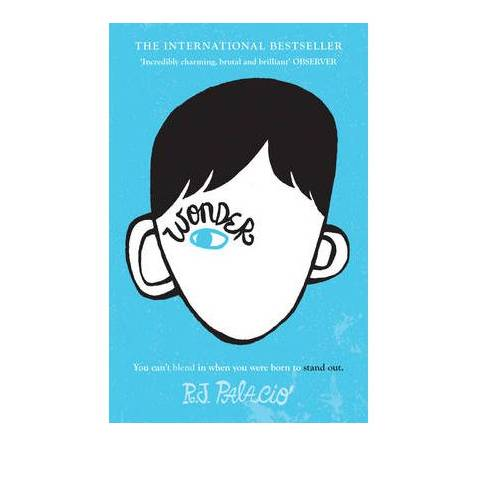 THE INTERNATIONAL BESTSELLER
‘Incredibly charming, brutal and brilliant’ OBSERVER
WONDER
You can’t blend in when you were born to stand out.
R.J. PALACIO